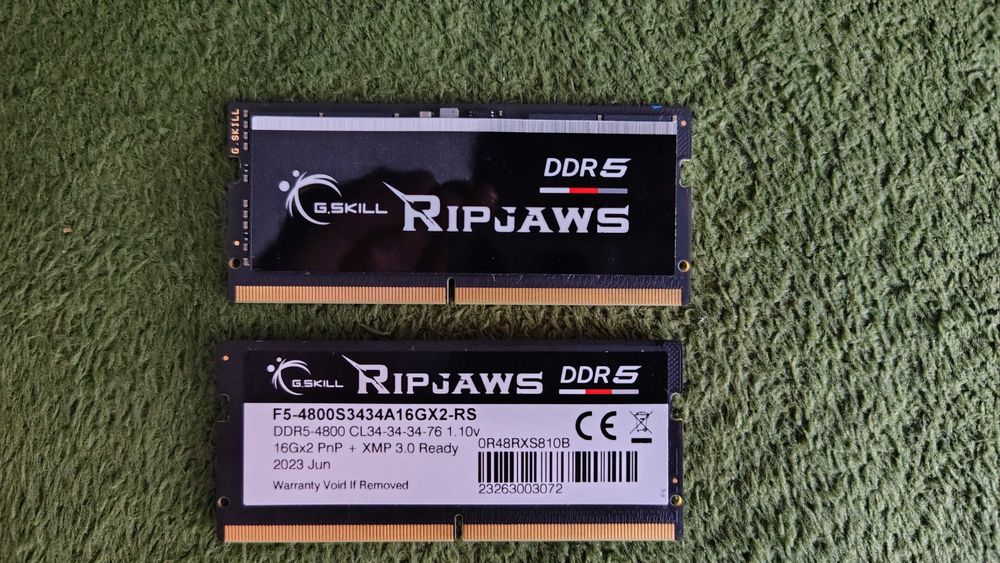 G.SKILL
DDR5
G.SKILL RIPJAWS
G.SKILL RIPJAWS DDR5
F5-4800S3434A16GX2-RS
DDR5-4800 CL34-34-34-76 1.10v
16Gx2 PnP + XMP 3.0 Ready
0R48RXS810B
2023 Jun
Warranty Void If Removed
23263003072
CE